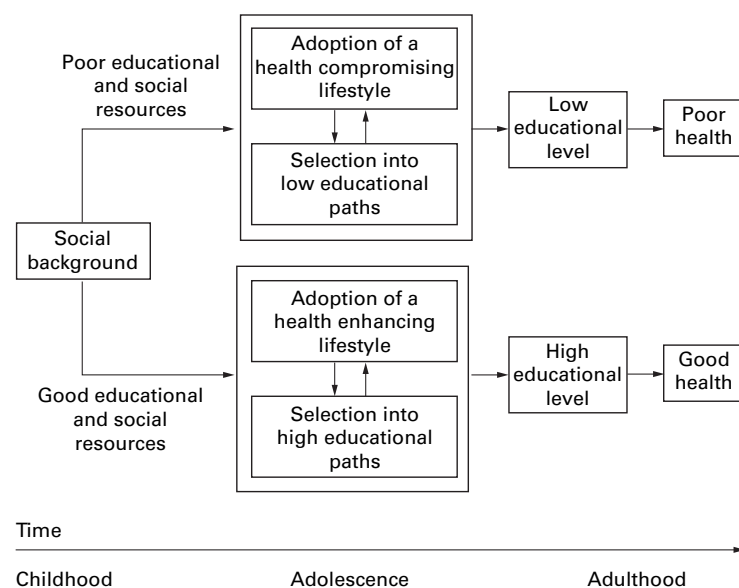 Poor educational
and social
resources
Adoption of a
health compromising
lifestyle
Selection into
low educational
paths
Low
educational
level
Poor
health
Social
background
Good educational
and social
resources
Adoption of a
health enhancing
lifestyle
Selection into
high educational
paths
High
educational
level
Good
health
Time
Childhood
Adolescence
Adulthood